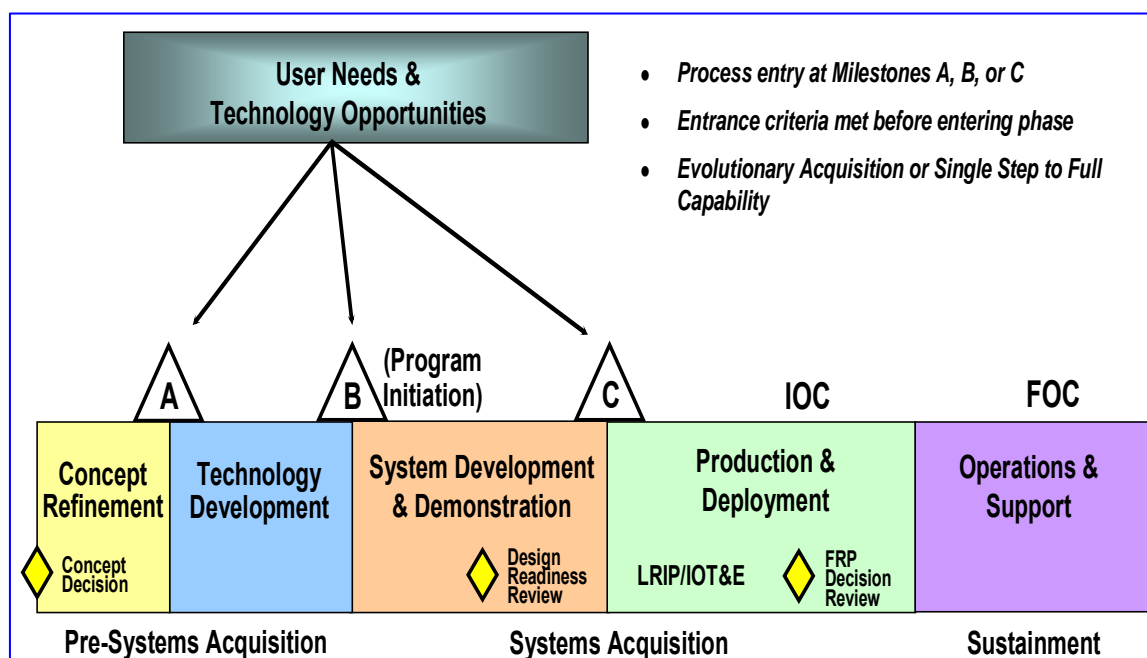 User Needs &
Technology Opportunities
• Process entry at Milestones A, B, or C
• Entrance criteria met before entering phase
• Evolutionary Acquisition or Single Step to Full
Capability
A
B
(Program
Initiation)
C
IOC
FOC
Concept
Refinement
Technology
Development
System Development
& Demonstration
Production &
Deployment
Operations &
Support
Concept
Decision
Design
Readiness
Review
LRIP/IOT&E
FRP
Decision
Review
Pre-Systems Acquisition
Systems Acquisition
Sustainment